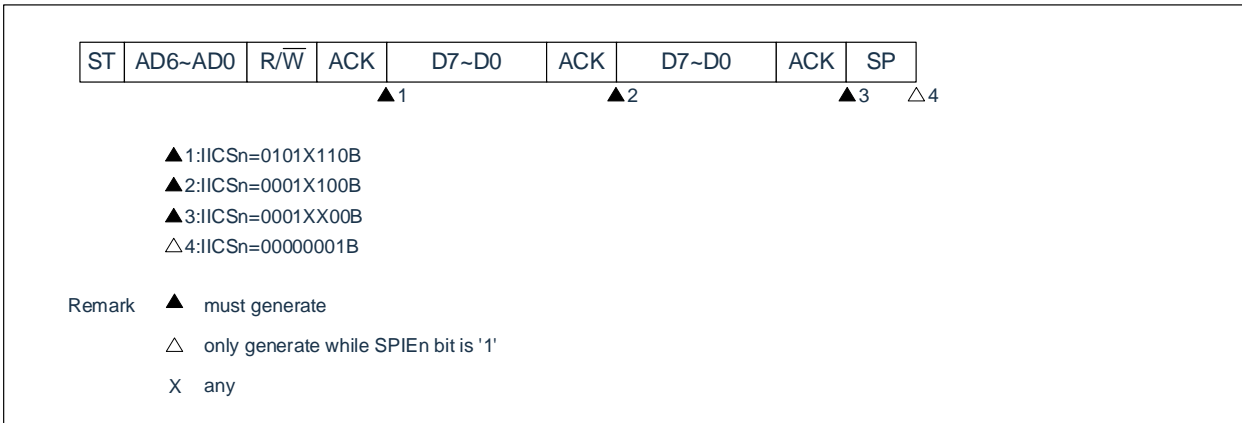 ST AD6~AD0 R/W̅ ACK D7~D0 ACK D7~D0 ACK SP
▲1 ▲2 ▲3 △4
▲1:IICSn=0101X110B
▲2:IICSn=0001X100B
▲3:IICSn=0001XX00B
△4:IICSn=00000001B
Remark ▲ must generate
△ only generate while SPIEn bit is '1'
X any